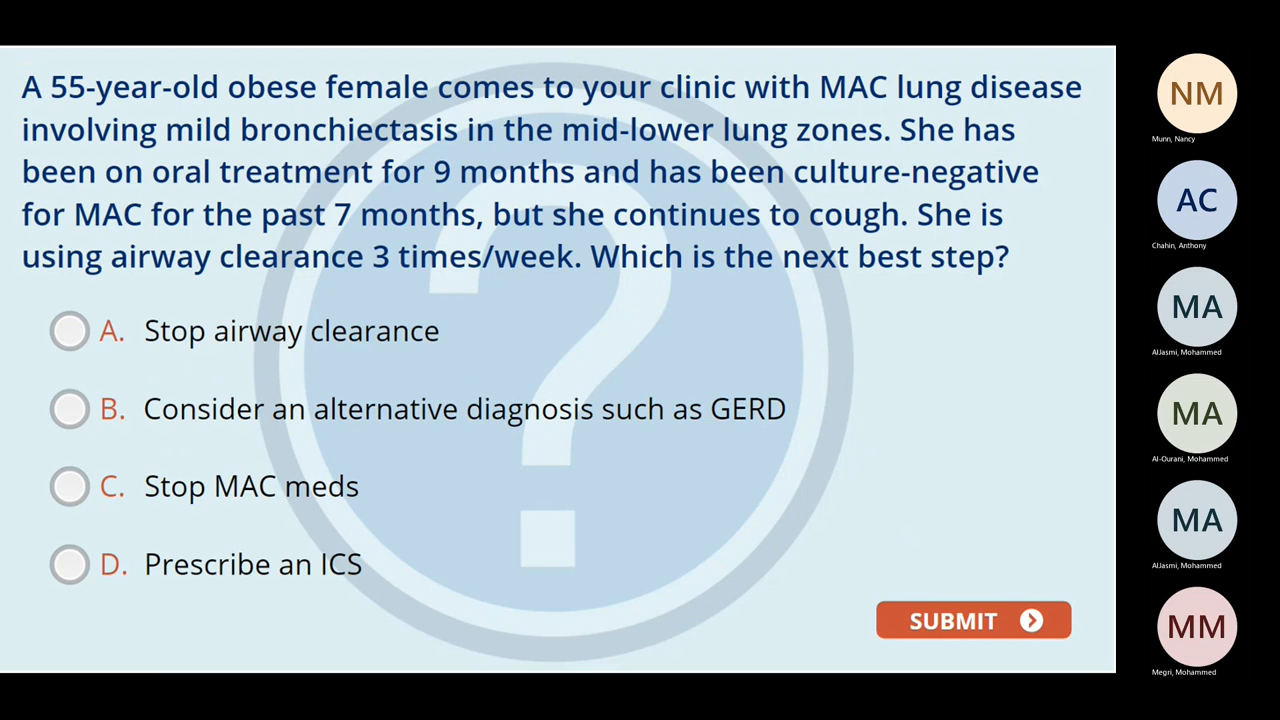 A 55-year-old obese female comes to your clinic with MAC lung disease
involving mild bronchiectasis in the mid-lower lung zones. She has
been on oral treatment for 9 months and has been culture-negative
for MAC for the past 7 months, but she continues to cough. She is
using airway clearance 3 times/week. Which is the next best step?
A. Stop airway clearance
B. Consider an alternative diagnosis such as GERD
C. Stop MAC meds
D. Prescribe an ICS
SUBMIT
NM
Munn, Nancy
AC
Chahin, Anthony
MA
AlJasmi, Mohammed
MA
Al-Ourani, Mohammed
MA
AlJasmi, Mohammed
MM
Megri, Mohammed